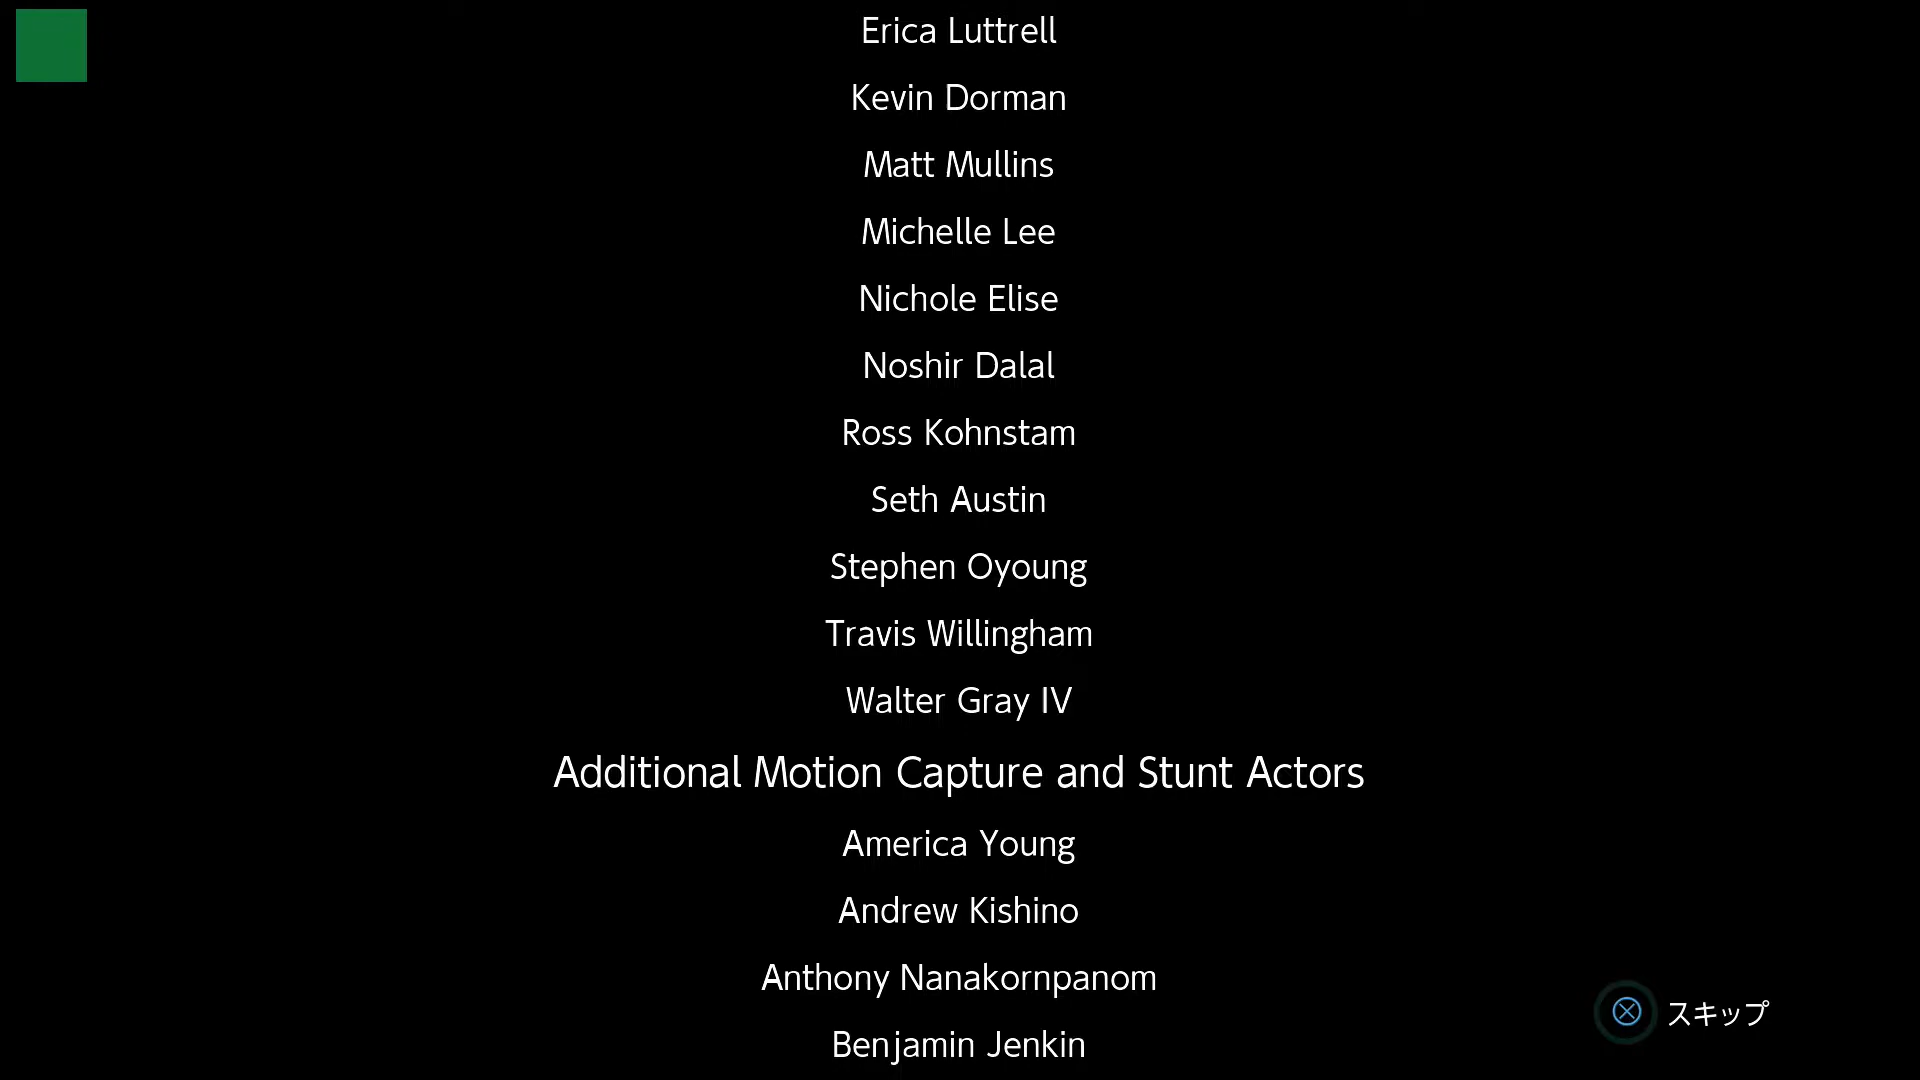 Erica Luttrell
Kevin Dorman
Matt Mullins
Michelle Lee
Nichole Elise
Noshir Dalal
Ross Kohnstam
Seth Austin
Stephen Oyoung
Travis Willingham
Walter Gray IV
Additional Motion Capture and Stunt Actors
America Young
Andrew Kishino
Anthony Nanakornpanom
Benjamin Jenkin
スキップ